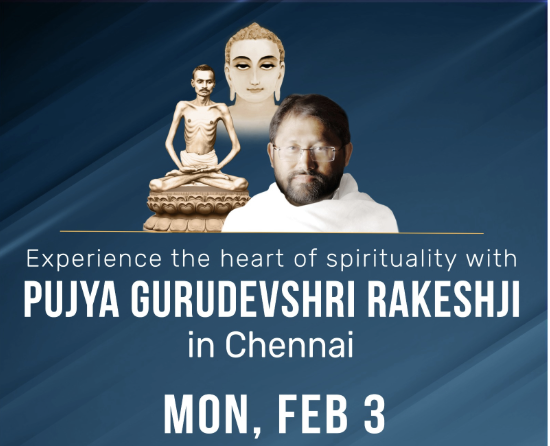 Experience the heart of spirituality with
PUJYA GURUDEVSHRI RAKESHJI
in Chennai
MON, FEB 3